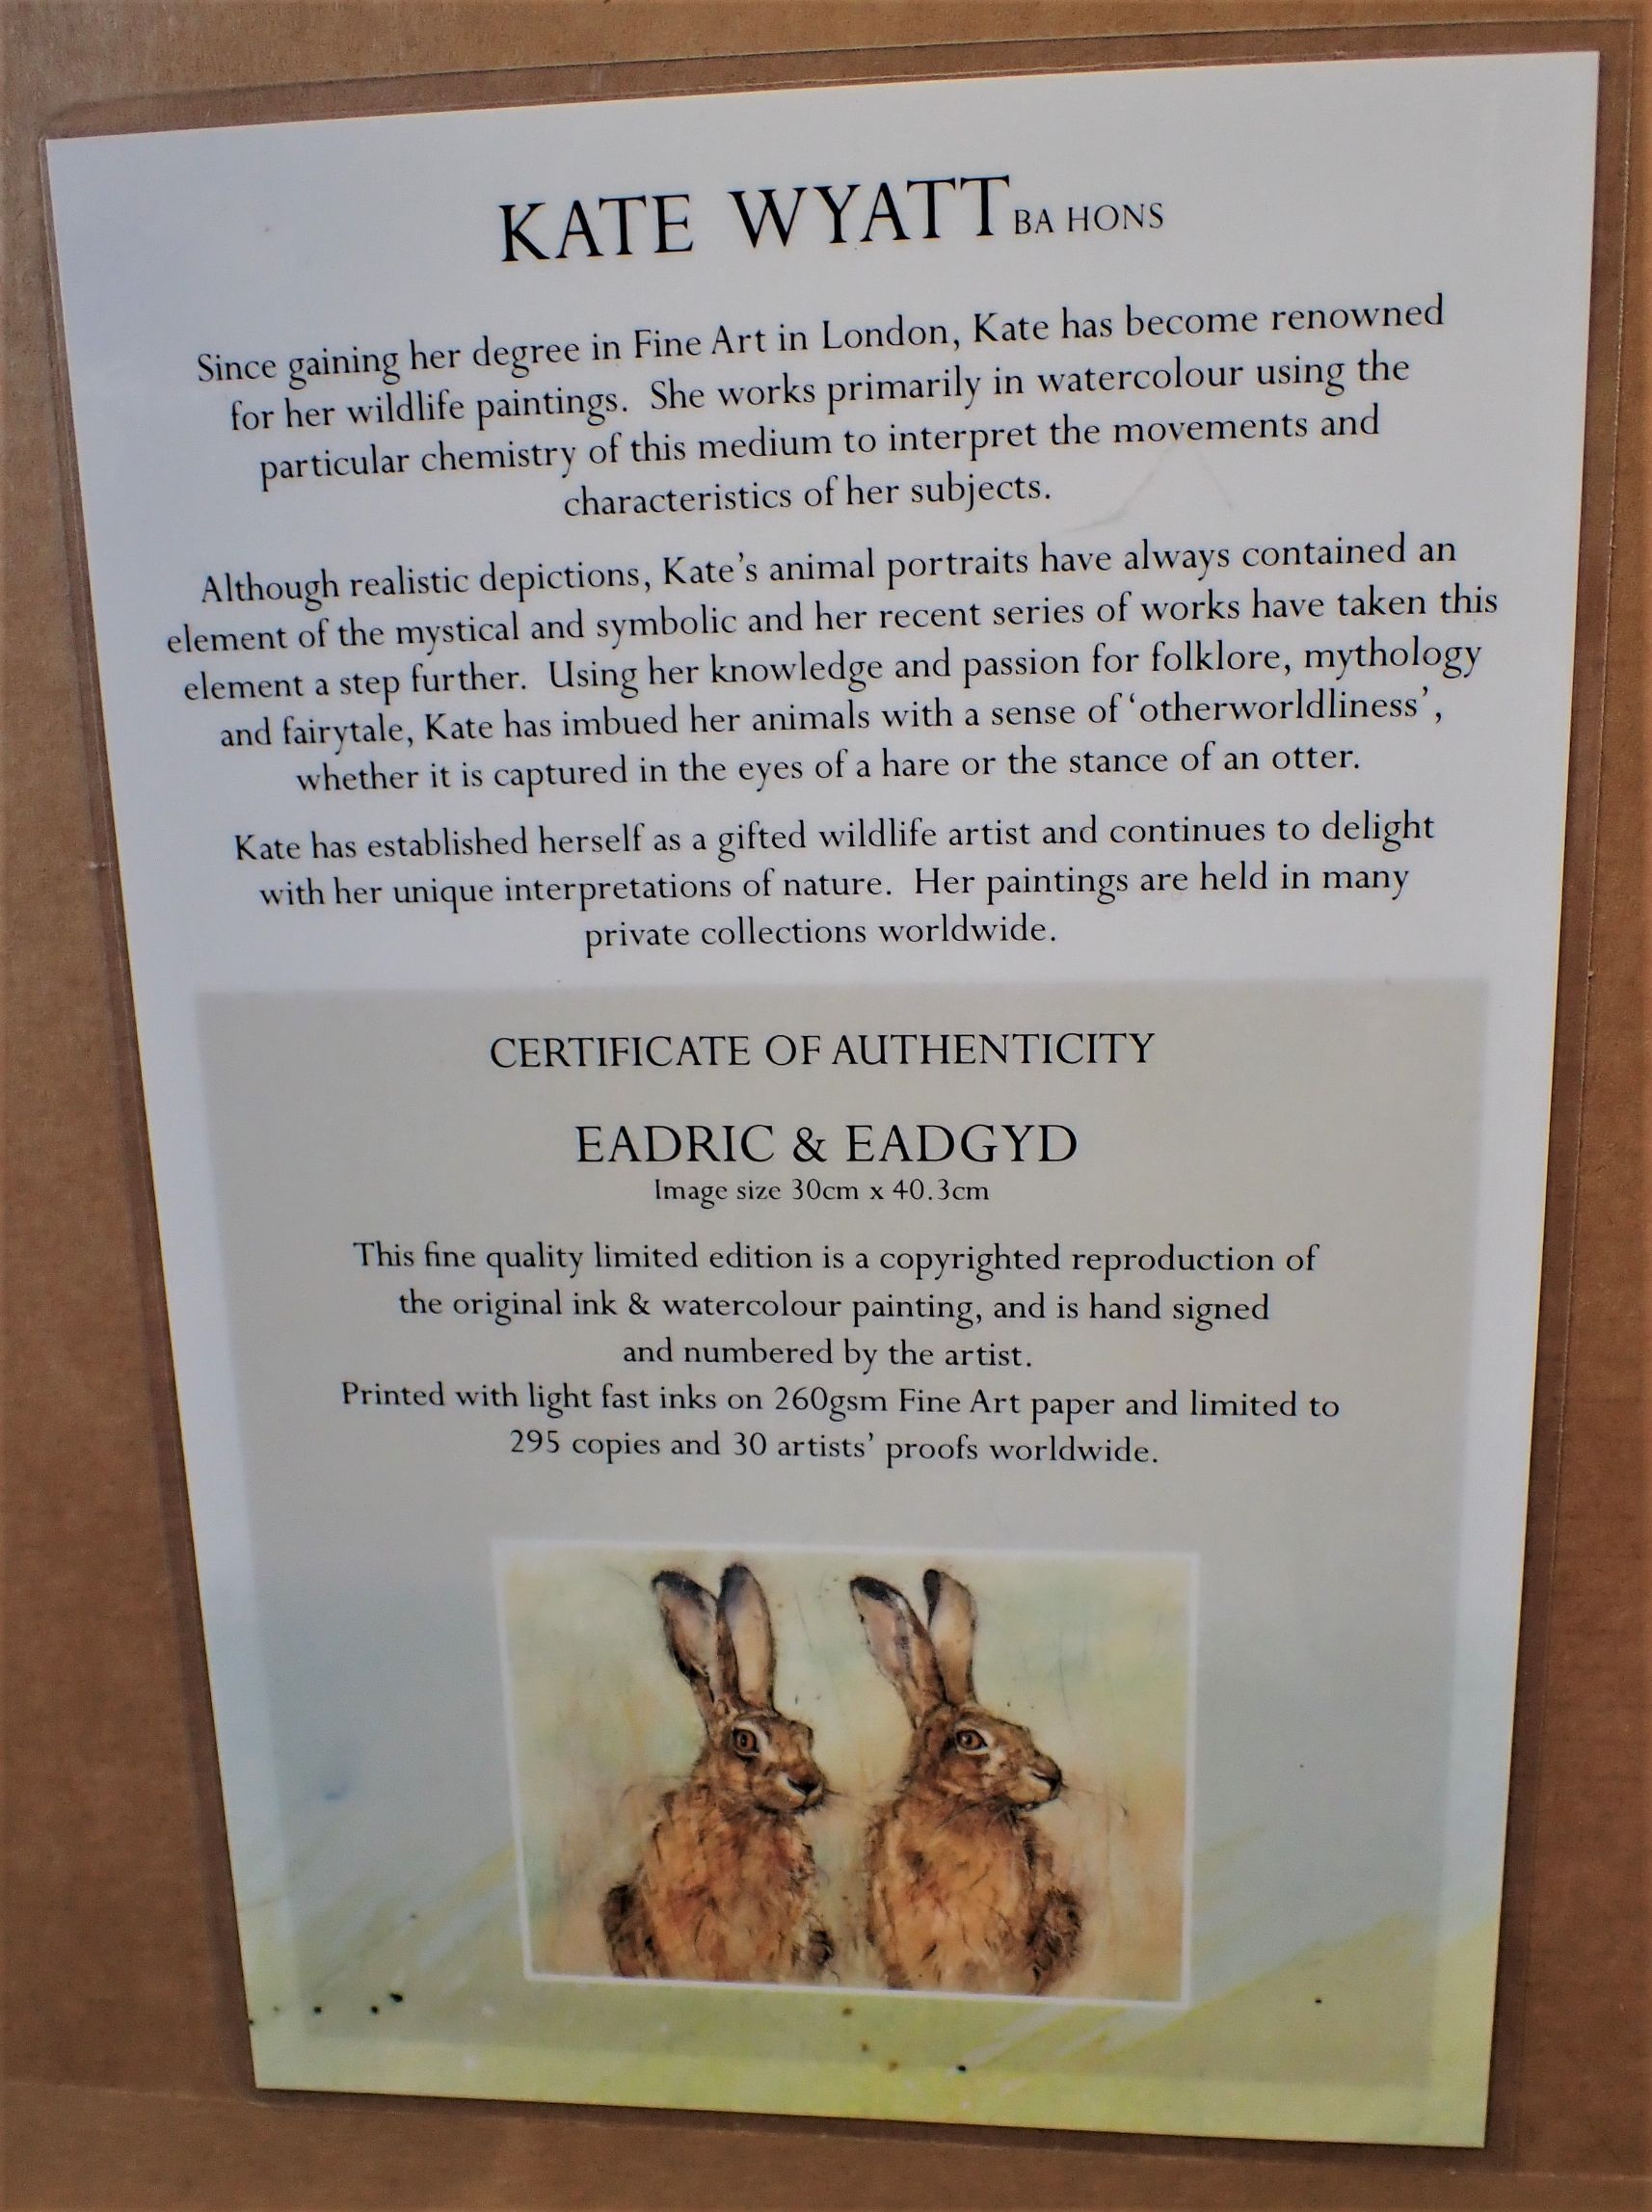 KATE WYATT BA HONS
Since gaining her degree in Fine Art in London, Kate has become renowned
for her wildlife paintings. She works primarily in watercolour using the
particular chemistry of this medium to interpret the movements and
characteristics of her subjects.
Although realistic depictions, Kate's animal portraits have always contained an
element of the mystical and symbolic and her recent series of works have taken this
element a step further. Using her knowledge and passion for folklore, mythology
and fairytale, Kate has imbued her animals with a sense of 'otherworldliness',
whether it is captured in the eyes of a hare or the stance of an otter.
Kate has established herself as a gifted wildlife artist and continues to delight
with her unique interpretations of nature. Her paintings are held in many
private collections worldwide.
CERTIFICATE OF AUTHENTICITY
EADRIC & EADGYD
Image size 30cm x 40.3cm
This fine quality limited edition is a copyrighted reproduction of
the original ink & watercolour painting, and is hand signed
and numbered by the artist.
Printed with light fast inks on 260gsm Fine Art paper and limited to
295 copies and 30 artists' proofs worldwide.